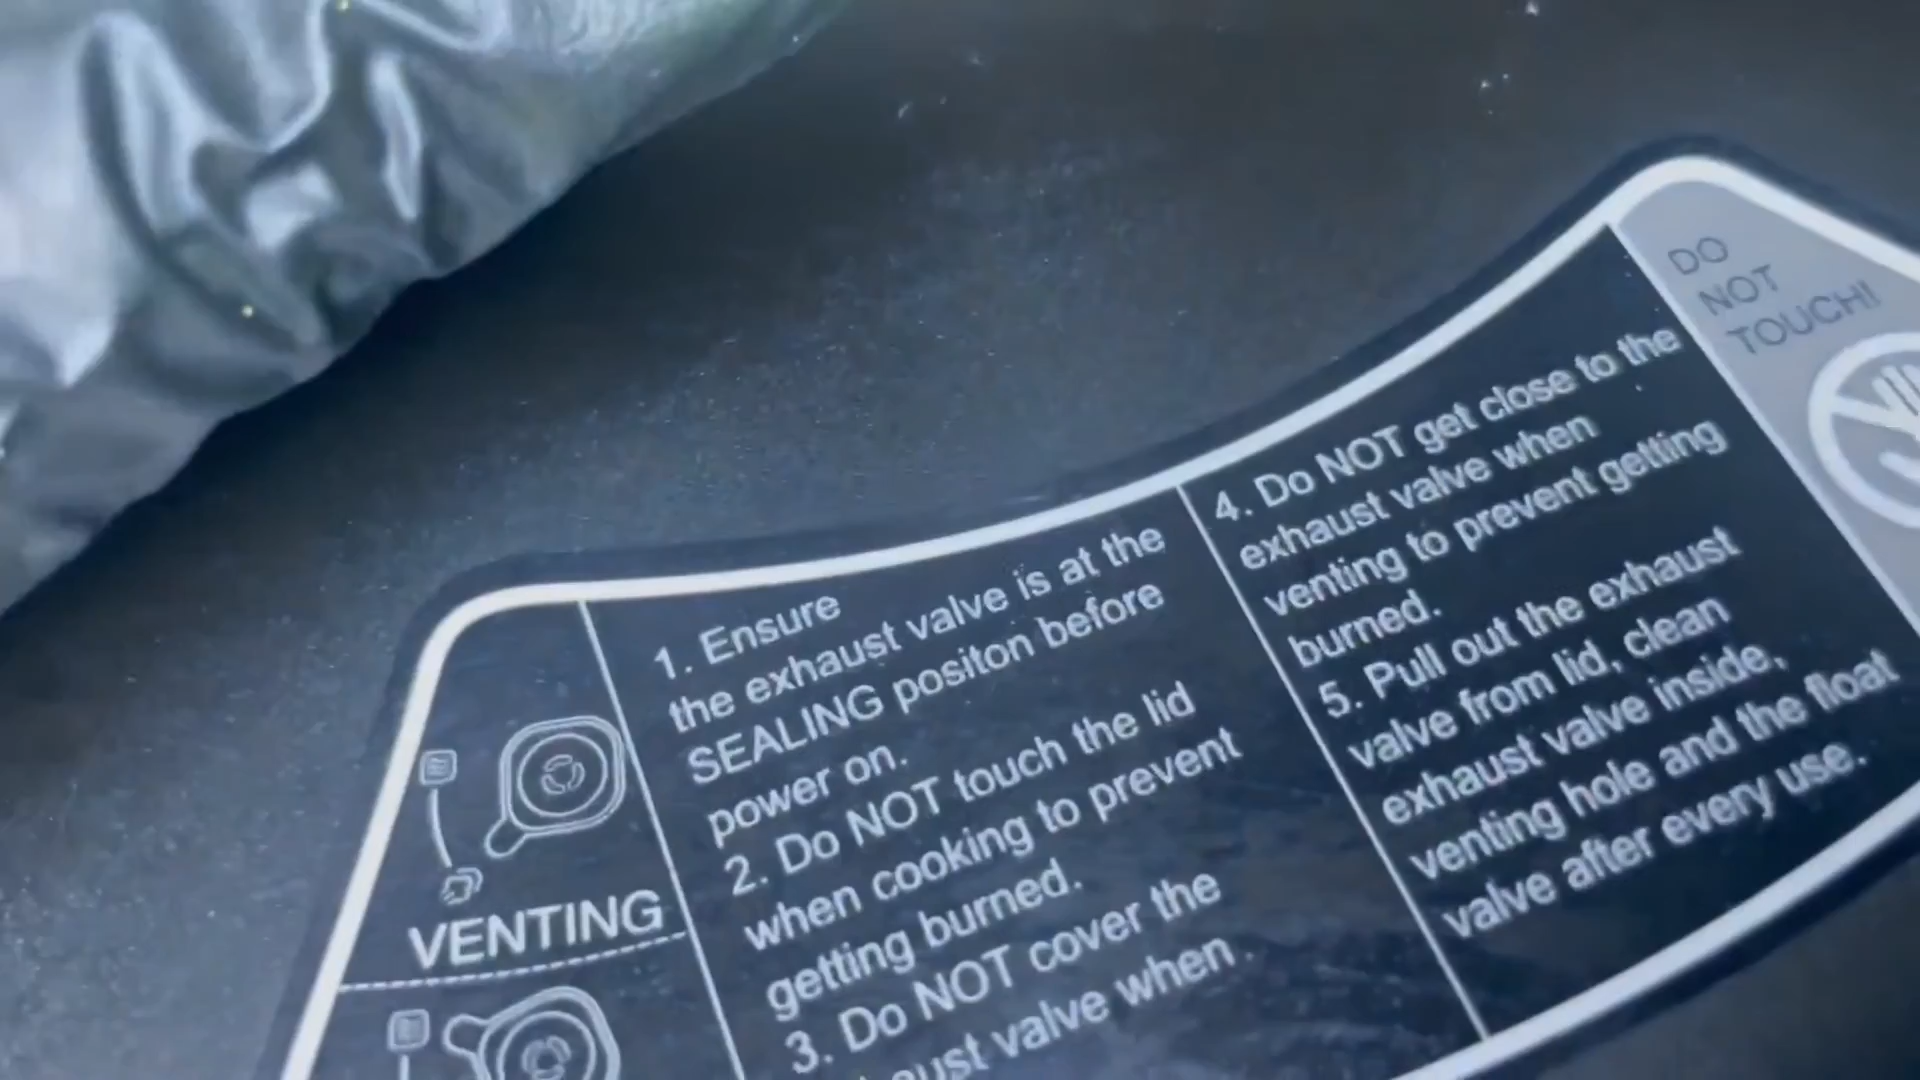 VENTING
1. Ensure
the exhaust valve is at the
SEALING positon before
power on.
2. Do NOT touch the lid
when cooking to prevent
getting burned.
3. Do NOT cover the
valve when
4. Do NOT get close to the
exhaust valve when
venting to prevent getting
burned.
5. Pull out the exhaust
valve from lid, clean
exhaust valve inside,
venting hole and the float
valve after every use.
DO
NOT
TOUCH!